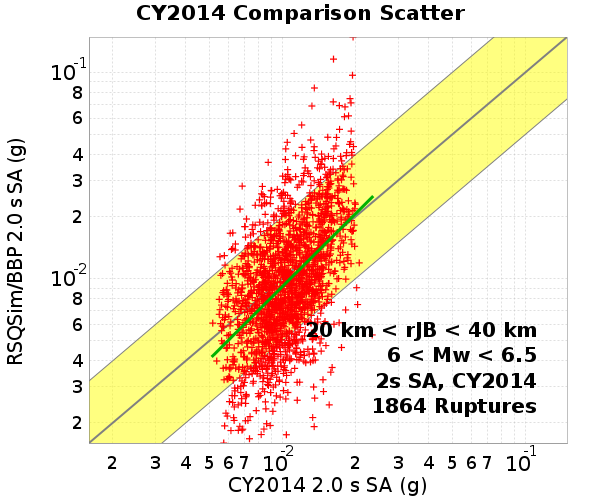 CY2014 Comparison Scatter
RSQSim/BBP 2.0 s SA (g)
10⁻¹
8
6
4
3
2
10⁻²
8
6
4
3
2
20 km < rJB < 40 km
6 < Mw < 6.5
2s SA, CY2014
1864 Ruptures
2 3 4 5 6 7 10⁻² 2 3 4 5 6 7 10⁻¹
CY2014 2.0 s SA (g)